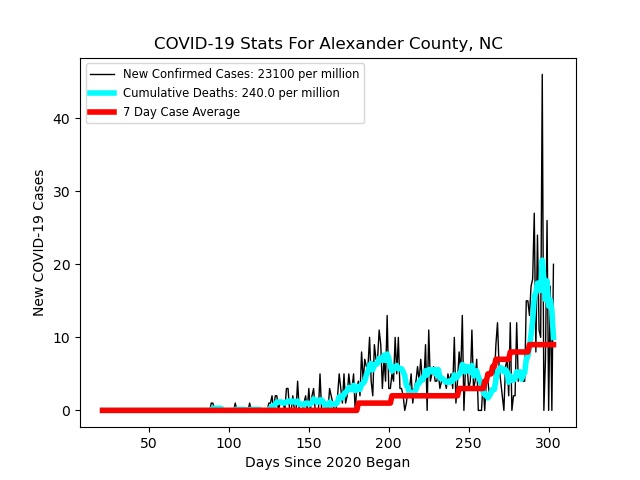 COVID-19 Stats For Alexander County, NC
New Confirmed Cases: 23100 per million
Cumulative Deaths: 240.0 per million
7 Day Case Average
New COVID-19 Cases
40
30
20
10
0
50 100 150 200 250 300
Days Since 2020 Began